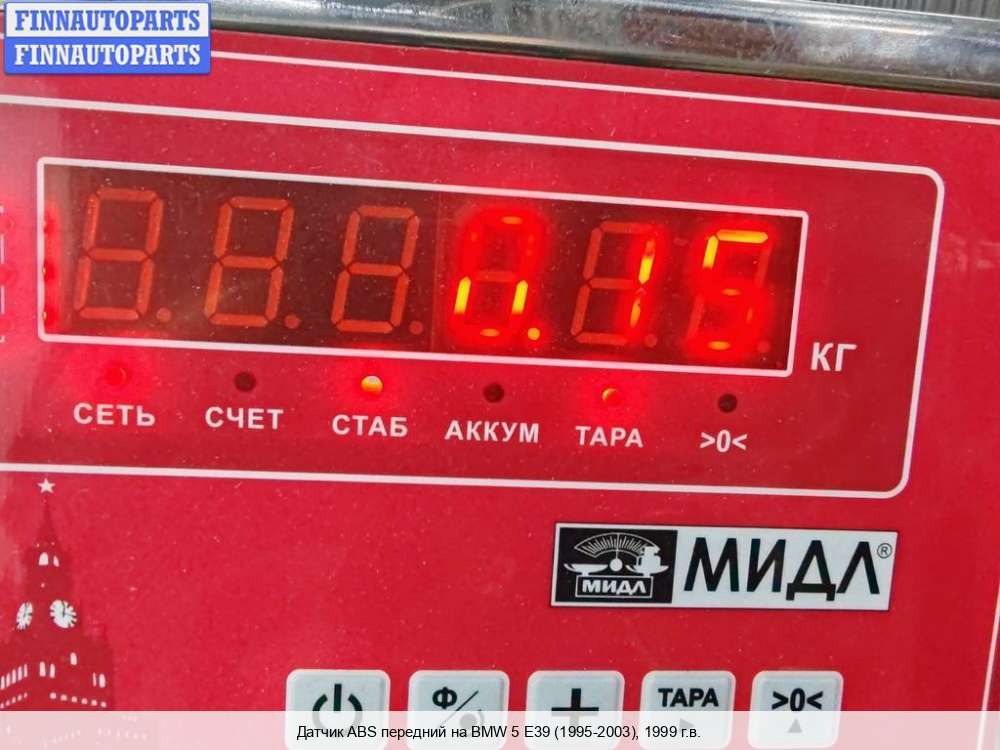 FINNAUTOPARTS
FINNAUTOPARTS
0.15
КГ
СЕТЬ СЧЕТ СТАБ АККУМ ТАРА >0<
МИДЛ МИДЛ®
Ф ТАРА >0<
Датчик ABS передний на BMW 5 E39 (1995-2003), 1999 г.в.